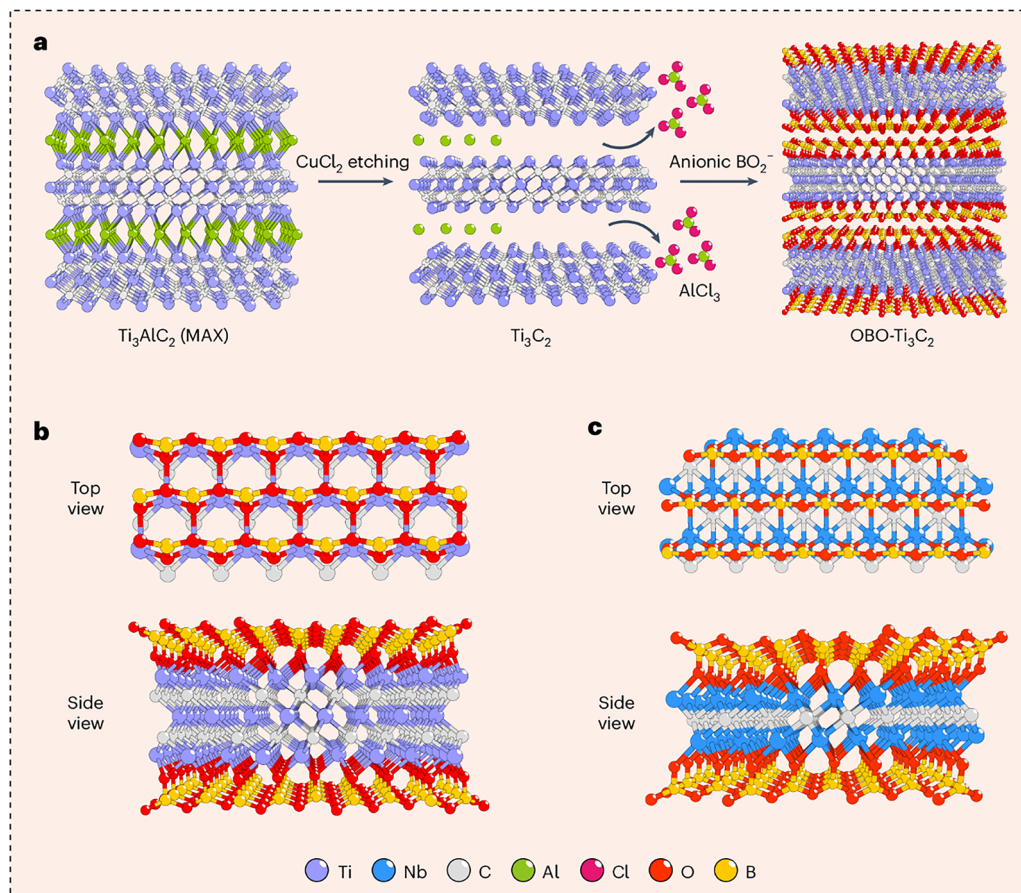 a
CuCl₂ etching
Anionic BO₂⁻
AlCl₃
Ti₃AlC₂ (MAX)
Ti₃C₂
OBO-Ti₃C₂
b
c
Top
view
Top
view
Side
view
Side
view
Ti
Nb
C
Al
Cl
O
B